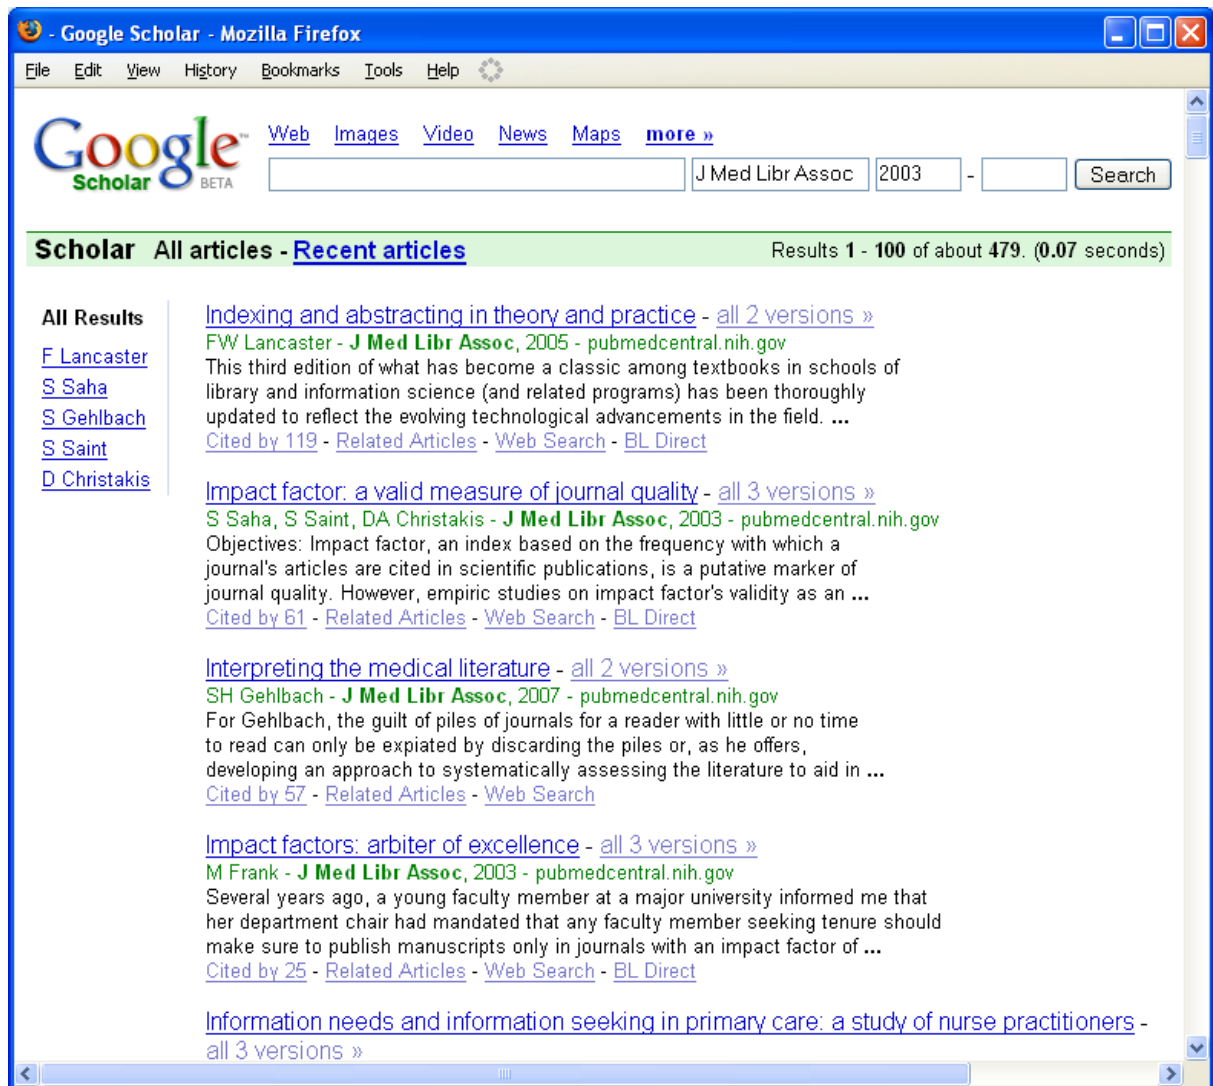 - Google Scholar - Mozilla Firefox
File Edit View History Bookmarks Tools Help
Google™ Scholar BETA
Web Images Video News Maps more »
J Med Libr Assoc 2003 - Search
Scholar All articles - Recent articles Results 1 - 100 of about 479. (0.07 seconds)
All Results
F Lancaster
S Saha
S Gehlbach
S Saint
D Christakis
Indexing and abstracting in theory and practice - all 2 versions »
FW Lancaster - J Med Libr Assoc, 2005 - pubmedcentral.nih.gov
This third edition of what has become a classic among textbooks in schools of
library and information science (and related programs) has been thoroughly
updated to reflect the evolving technological advancements in the field. ...
Cited by 119 - Related Articles - Web Search - BL Direct
Impact factor: a valid measure of journal quality - all 3 versions »
S Saha, S Saint, DA Christakis - J Med Libr Assoc, 2003 - pubmedcentral.nih.gov
Objectives: Impact factor, an index based on the frequency with which a
journal's articles are cited in scientific publications, is a putative marker of
journal quality. However, empiric studies on impact factor's validity as an ...
Cited by 61 - Related Articles - Web Search - BL Direct
Interpreting the medical literature - all 2 versions »
SH Gehlbach - J Med Libr Assoc, 2007 - pubmedcentral.nih.gov
For Gehlbach, the guilt of piles of journals for a reader with little or no time
to read can only be expiated by discarding the piles or, as he offers,
developing an approach to systematically assessing the literature to aid in ...
Cited by 57 - Related Articles - Web Search
Impact factors: arbiter of excellence - all 3 versions »
M Frank - J Med Libr Assoc, 2003 - pubmedcentral.nih.gov
Several years ago, a young faculty member at a major university informed me that
her department chair had mandated that any faculty member seeking tenure should
make sure to publish manuscripts only in journals with an impact factor of ...
Cited by 25 - Related Articles - Web Search - BL Direct
Information needs and information seeking in primary care: a study of nurse practitioners -
all 3 versions »